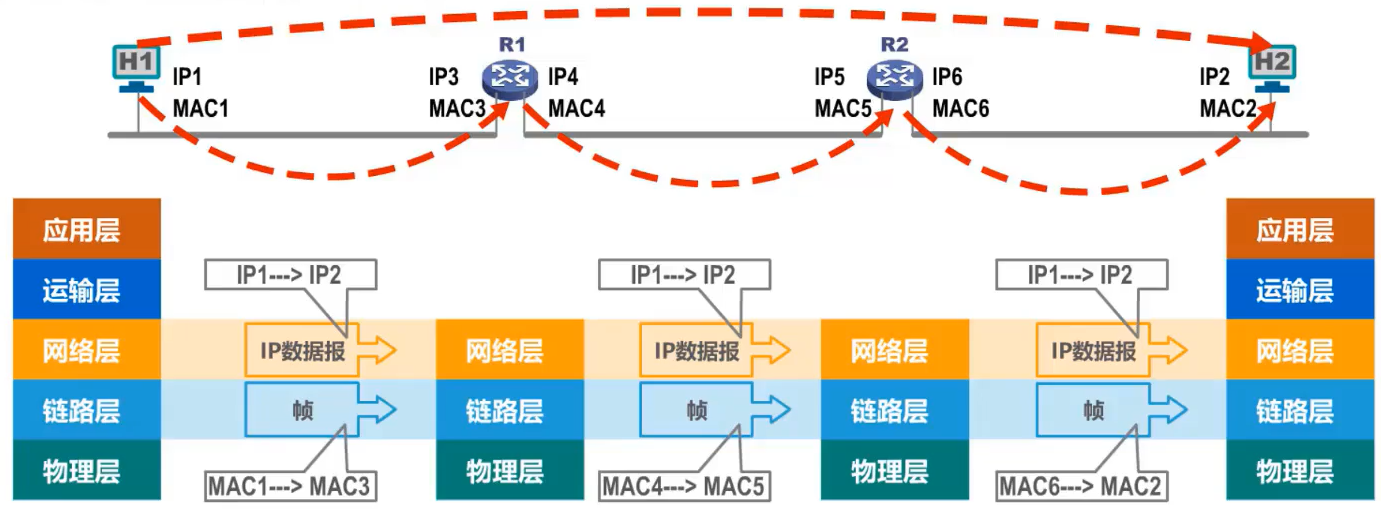 H1
R1
R2
H2
IP1
MAC1
IP3
MAC3
IP4
MAC4
IP5
MAC5
IP6
MAC6
IP2
MAC2
应用层
应用层
运输层
IP1---> IP2
IP1---> IP2
IP1---> IP2
运输层
网络层
IP数据报
网络层
IP数据报
网络层
IP数据报
网络层
链路层
帧
链路层
帧
链路层
帧
链路层
物理层
MAC1---> MAC3
物理层
MAC4---> MAC5
物理层
MAC6---> MAC2
物理层